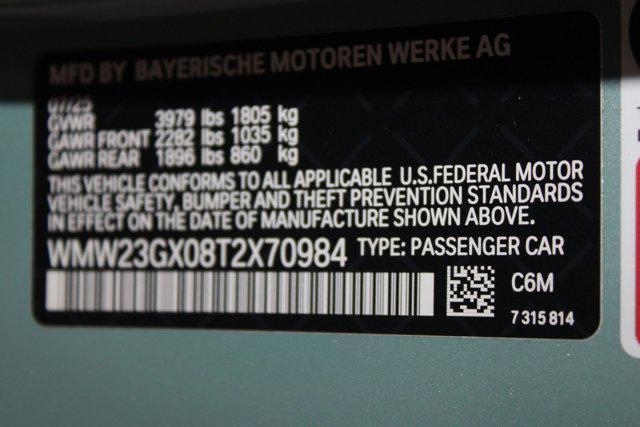 MFD BY BAYERISCHE MOTOREN WERKE AG
07/25
GVWR 3979 lbs 1805 kg
GAWR FRONT 2282 lbs 1035 kg
GAWR REAR 1896 lbs 860 kg
THIS VEHICLE CONFORMS TO ALL APPLICABLE U.S.FEDERAL MOTOR
VEHICLE SAFETY, BUMPER AND THEFT PREVENTION STANDARDS
IN EFFECT ON THE DATE OF MANUFACTURE SHOWN ABOVE.
WMW23GX08T2X70984 TYPE: PASSENGER CAR
C6M
7 315 814